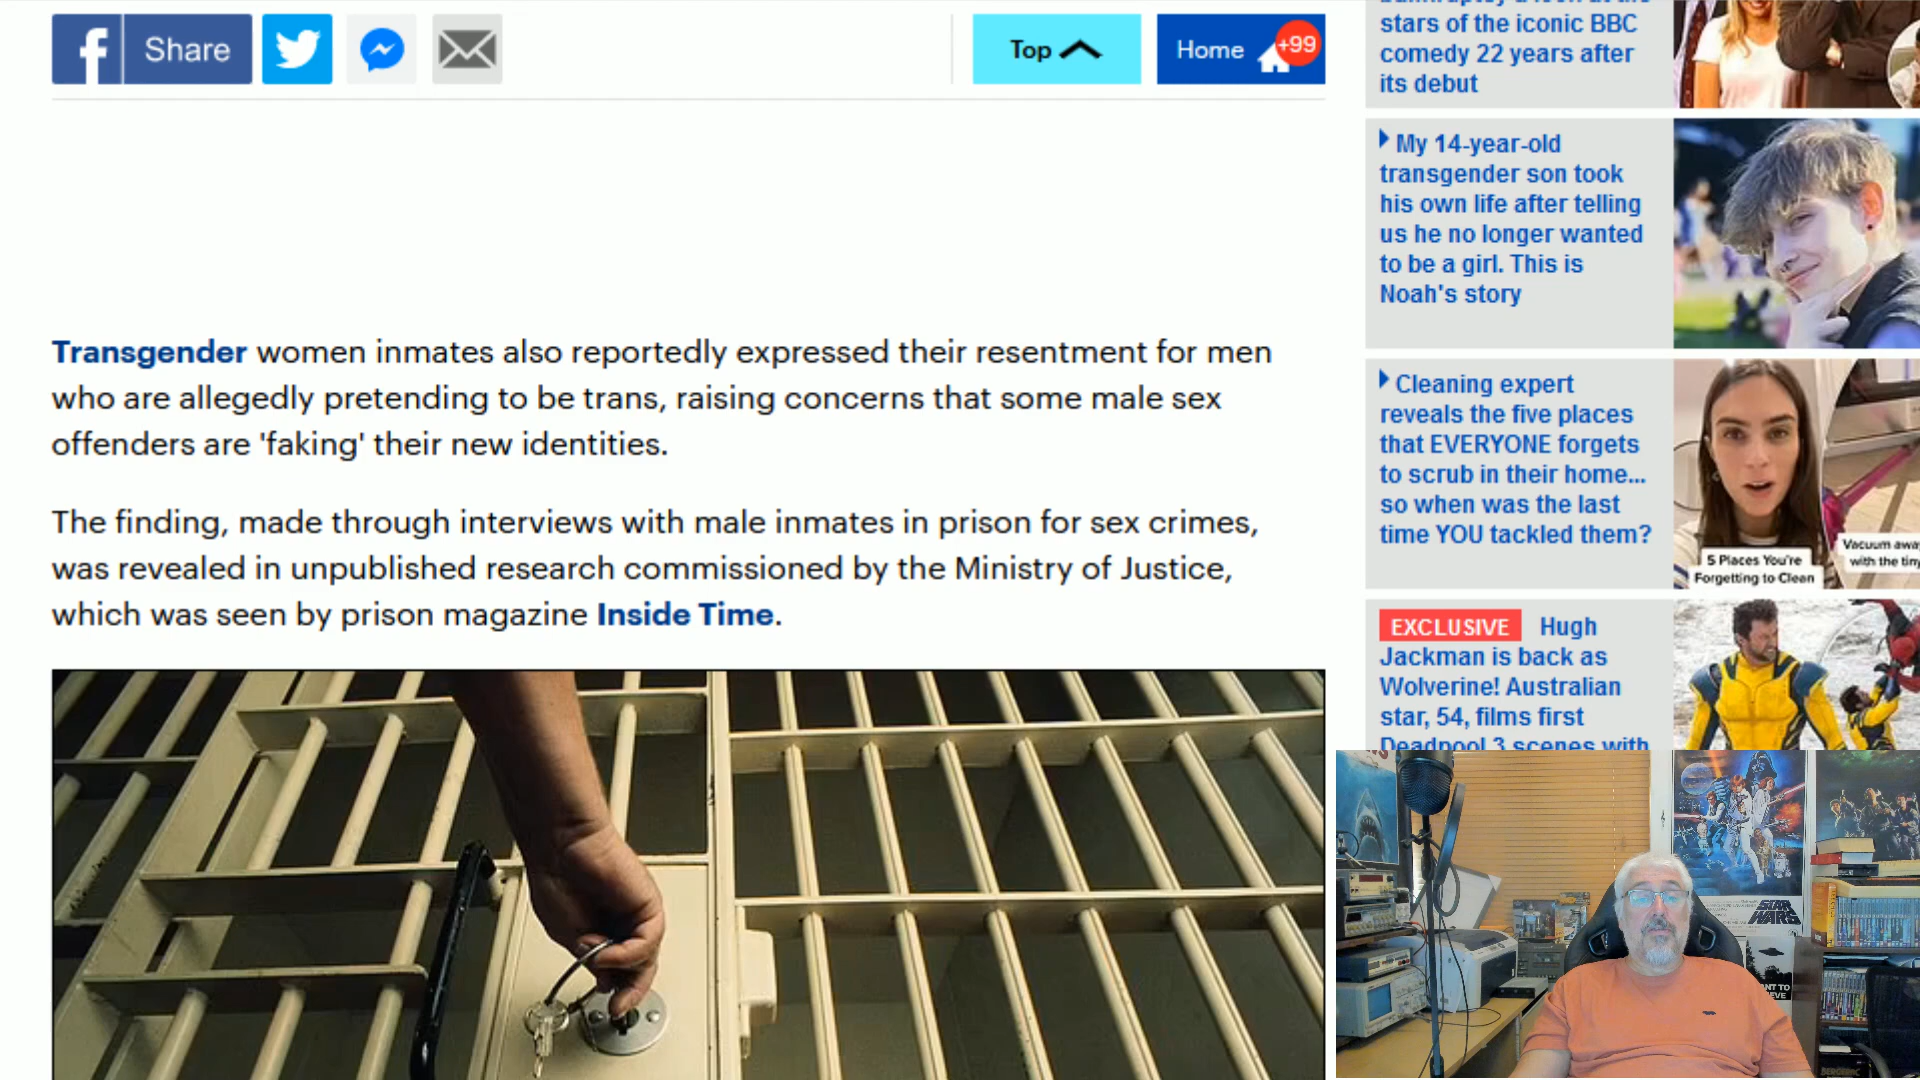 Share
Top
Home
+99
stars of the iconic BBC
comedy 22 years after
its debut
My 14-year-old
transgender son took
his own life after telling
us he no longer wanted
to be a girl. This is
Noah's story
Transgender women inmates also reportedly expressed their resentment for men
who are allegedly pretending to be trans, raising concerns that some male sex
offenders are 'faking' their new identities.
The finding, made through interviews with male inmates in prison for sex crimes,
was revealed in unpublished research commissioned by the Ministry of Justice,
which was seen by prison magazine Inside Time.
Cleaning expert
reveals the five places
that EVERYONE forgets
to scrub in their home...
so when was the last
time YOU tackled them?
5 Places You're
Forgetting to Clean
Vacuum
with the
EXCLUSIVE Hugh
Jackman is back as
Wolverine! Australian
star, 54, films first
Deadpool 3 scenes with
STAR
WARS